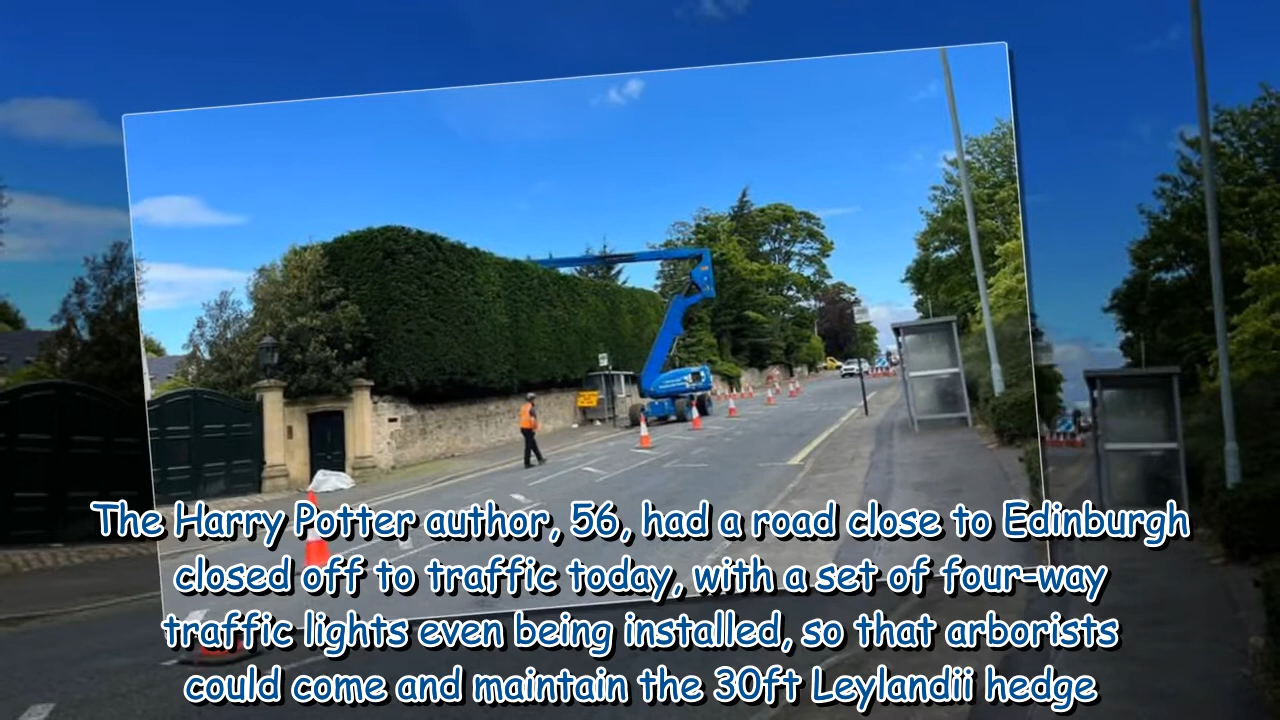 The Harry Potter author, 56, had a road close to Edinburgh
closed off to traffic today, with a set of four-way
traffic lights even being installed, so that arborists
could come and maintain the 30ft Leylandii hedge